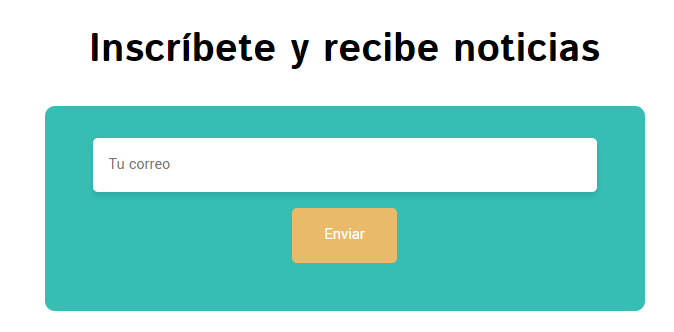 Inscríbete y recibe noticias
Tu correo
Enviar